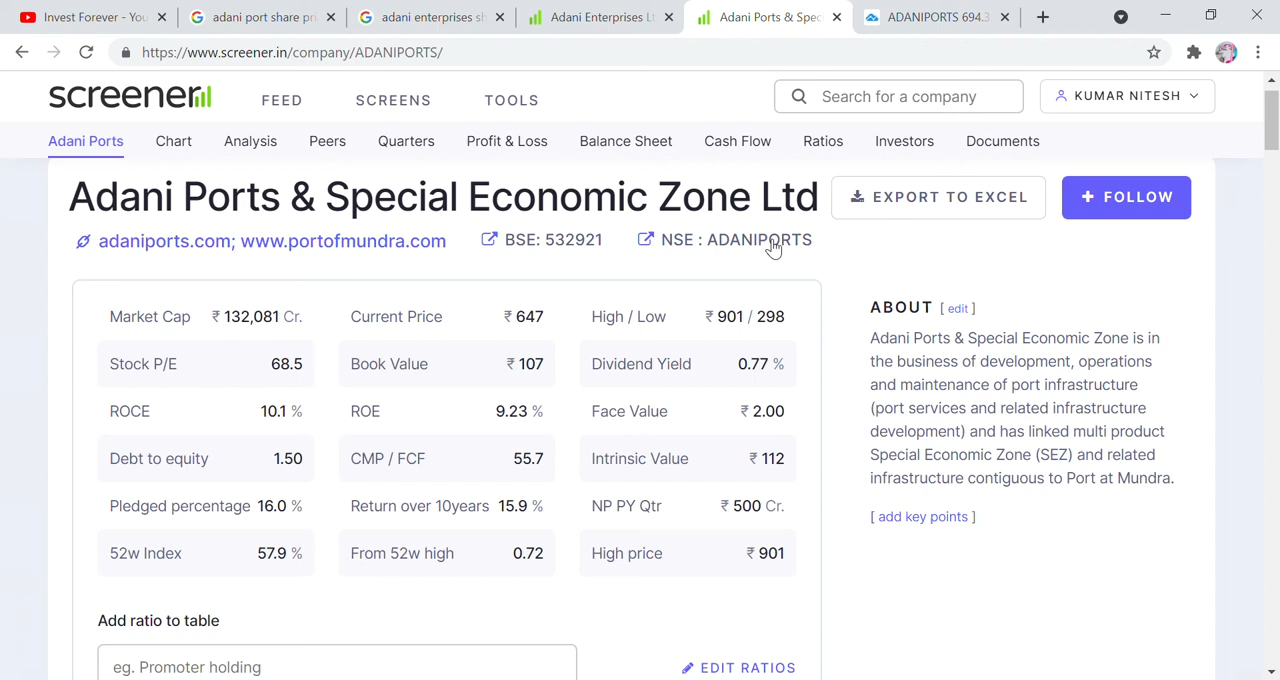 Invest Forever - You
adani port share pri
adani enterprises sh
Adani Enterprises Lt
Adani Ports & Spec
ADANIPORTS 694.3
https://www.screener.in/company/ADANIPORTS/
screener
FEED
SCREENS
TOOLS
Search for a company
KUMAR NITESH
Adani Ports
Chart
Analysis
Peers
Quarters
Profit & Loss
Balance Sheet
Cash Flow
Ratios
Investors
Documents
Adani Ports & Special Economic Zone Ltd
EXPORT TO EXCEL
+ FOLLOW
adaniports.com; www.portofmundra.com
BSE: 532921
NSE : ADANIPORTS
Market Cap ₹ 132,081 Cr.
Current Price ₹ 647
High / Low ₹ 901 / 298
Stock P/E 68.5
Book Value ₹ 107
Dividend Yield 0.77 %
ROCE 10.1 %
ROE 9.23 %
Face Value ₹ 2.00
Debt to equity 1.50
CMP / FCF 55.7
Intrinsic Value ₹ 112
Pledged percentage 16.0 %
Return over 10years 15.9 %
NP PY Qtr ₹ 500 Cr.
52w Index 57.9 %
From 52w high 0.72
High price ₹ 901
Add ratio to table
eg. Promoter holding
EDIT RATIOS
ABOUT [ edit ]
Adani Ports & Special Economic Zone is in
the business of development, operations
and maintenance of port infrastructure
(port services and related infrastructure
development) and has linked multi product
Special Economic Zone (SEZ) and related
infrastructure contiguous to Port at Mundra.
[ add key points ]